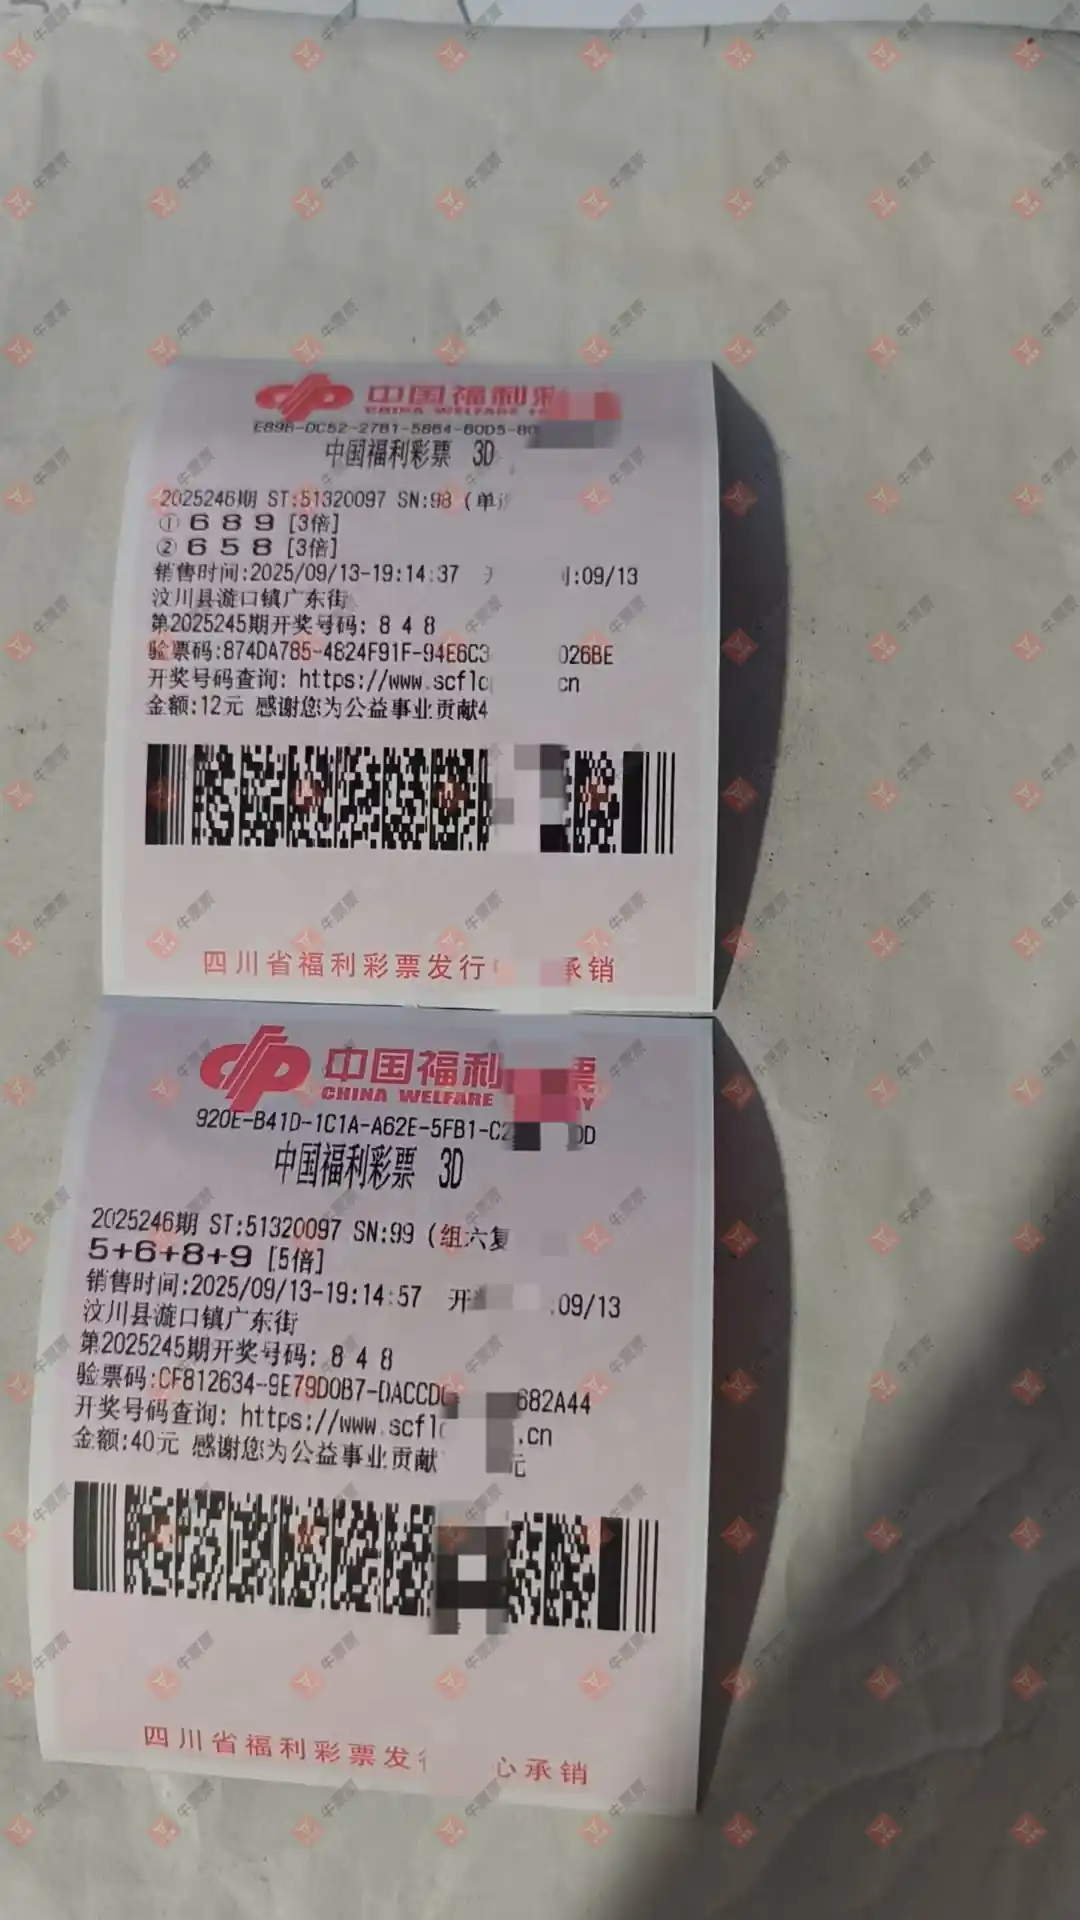 中国福利彩
CHINA WELFARE
E89B-0C52-27B1-5864-60D5-80
中国福利彩票 3D
2025246期 ST:51320097 SN:98 (单
① 6 8 9 [3倍]
② 6 5 8 [3倍]
销售时间:2025/09/13-19:14:37 :09/13
汶川县漩口镇广东街
第2025245期开奖号码: 8 4 8
验票码:874DA785-4824F91F-94E6C3 026BE
开奖号码查询: https://www.scflc cn
金额:12元 感谢您为公益事业贡献4
四川省福利彩票发行 承销
中国福利 票
CHINA WELFARE Y
920E-B41D-1C1A-A62E-5FB1-C2 DD
中国福利彩票 3D
2025246期 ST:51320097 SN:99 (组六复
5+6+8+9 [5倍]
销售时间:2025/09/13-19:14:57 开 .09/13
汶川县漩口镇广东街
第2025245期开奖号码: 8 4 8
验票码:CF812634-9E79D0B7-DACCD 682A44
开奖号码查询: https://www.scflc .cn
金额:40元 感谢您为公益事业贡献 元
四川省福利彩票发行 心承销
牛票票